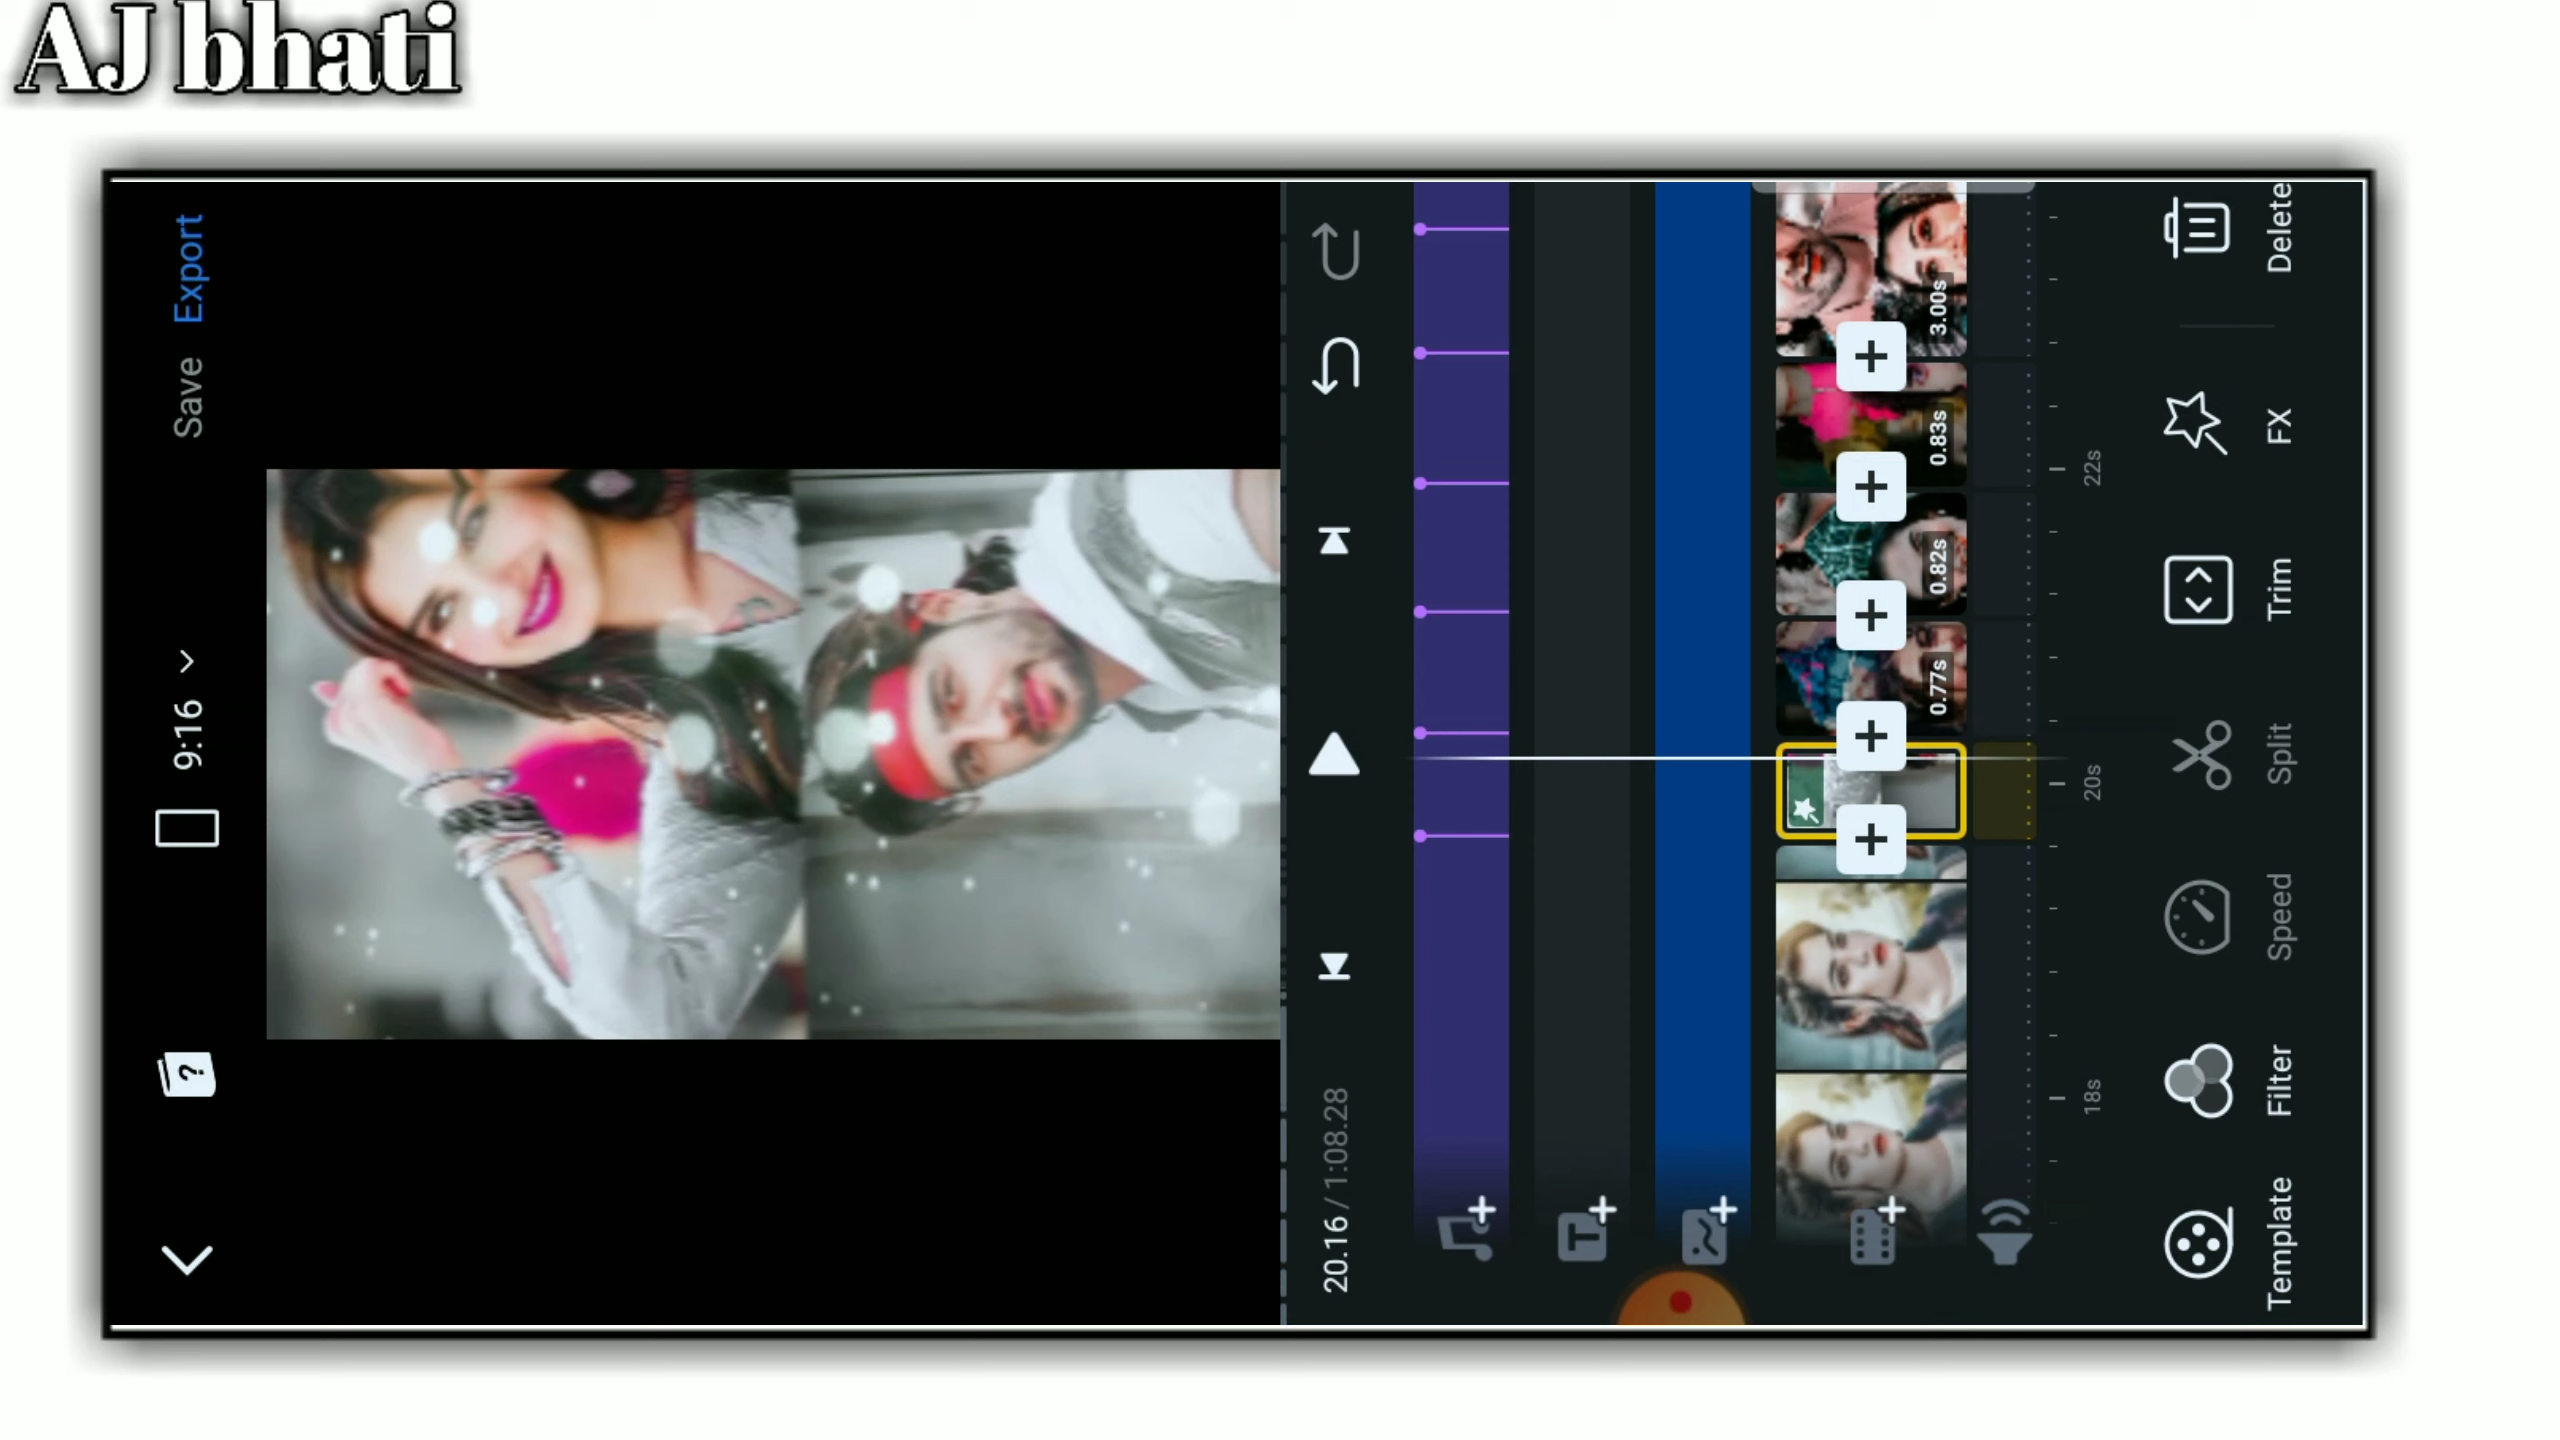 AJ bhati
9:16
Save
Export
20.16 / 1:08.28
0.77s
0.82s
0.83s
3.00s
18s
20s
22s
Template
Filter
Speed
Split
Trim
FX
Delete